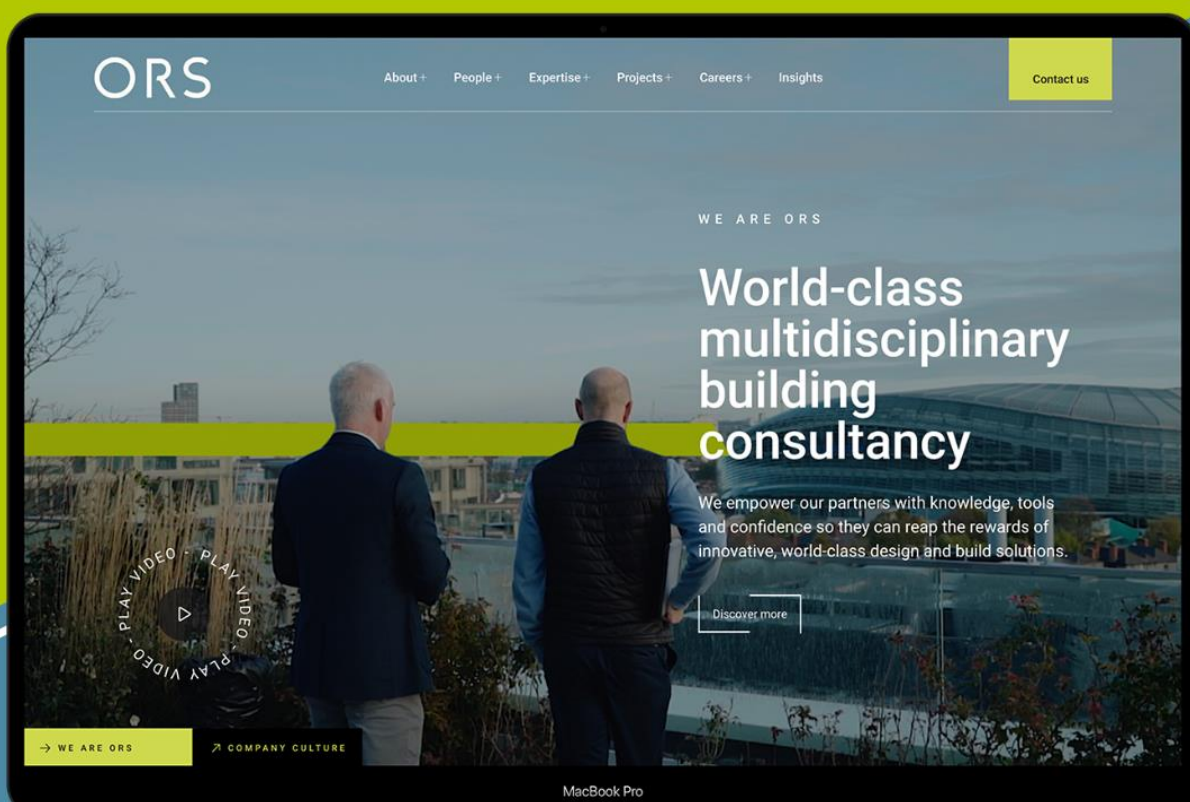 ORS
About +
People +
Expertise +
Projects +
Careers +
Insights
Contact us
WE ARE ORS
World-class
multidisciplinary
building
consultancy
We empower our partners with knowledge, tools
and confidence so they can reap the rewards of
innovative, world-class design and build solutions.
Discover more
PLAY VIDEO - PLAY VIDEO - PLAY VIDEO -
→ WE ARE ORS
↗ COMPANY CULTURE
MacBook Pro